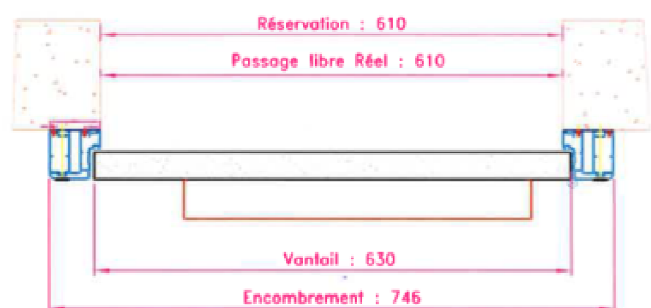 Réservation : 610
Passage libre Réel : 610
Vantail : 630
Encombrement : 746